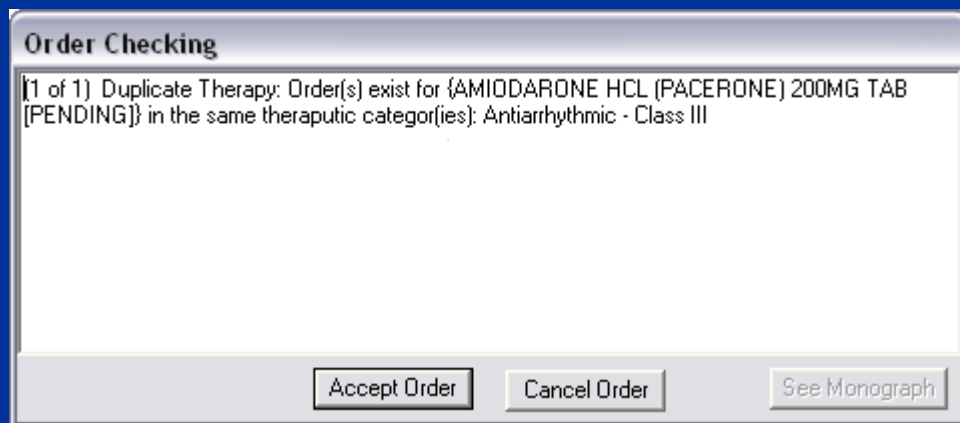 Order Checking
(1 of 1)  Duplicate Therapy: Order(s) exist for {AMIODARONE HCL (PACERONE) 200MG TAB
[PENDING]} in the same theraputic categor(ies): Antiarrhythmic - Class III
Accept Order
Cancel Order
See Monograph